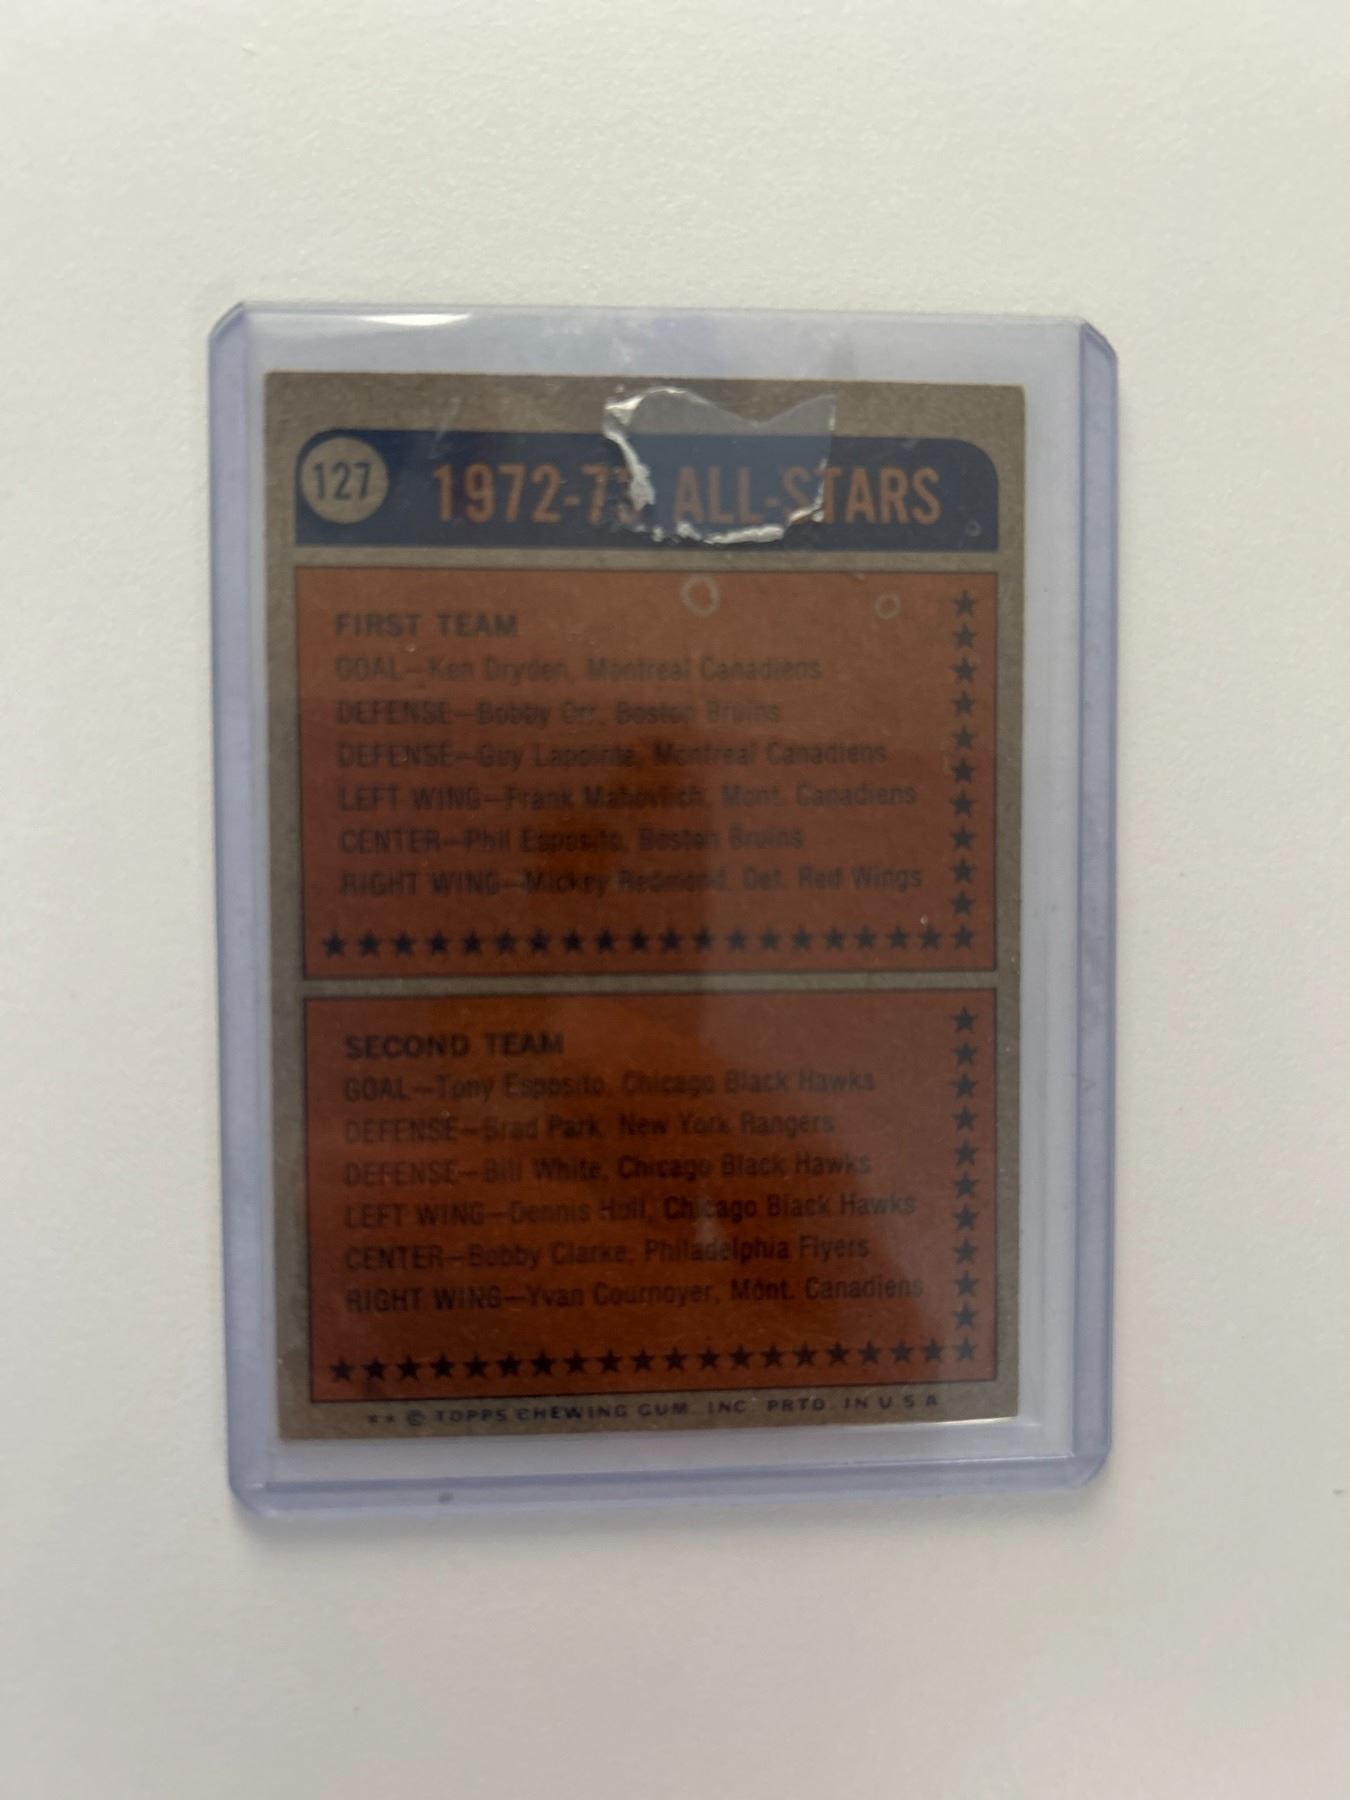 127
1972-73 ALL-STARS
FIRST TEAM
GOAL—Ken Dryden, Montreal Canadiens
DEFENSE—Bobby Orr, Boston Bruins
DEFENSE—Guy Lapointe, Montreal Canadiens
LEFT WING—Frank Mahovlich, Mont. Canadiens
CENTER—Phil Esposito, Boston Bruins
RIGHT WING—Mickey Redmond, Det. Red Wings
SECOND TEAM
GOAL—Tony Esposito, Chicago Black Hawks
DEFENSE—Brad Park, New York Rangers
DEFENSE—Bill White, Chicago Black Hawks
LEFT WING—Dennis Hull, Chicago Black Hawks
CENTER—Bobby Clarke, Philadelphia Flyers
RIGHT WING—Yvan Cournoyer, Mont. Canadiens
** © TOPPS CHEWING GUM, INC. PRTD. IN U.S.A.